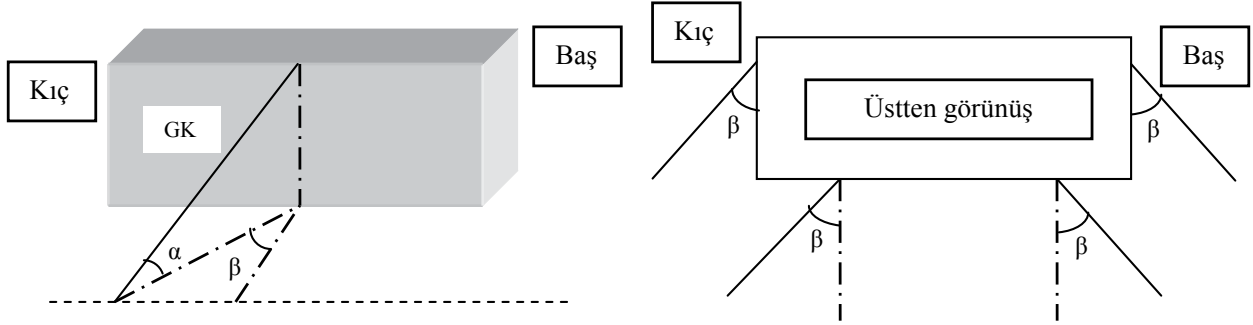 Kıç
Baş
GK
α
β
Kıç
Baş
Üstten görünüş
β
β
β
β